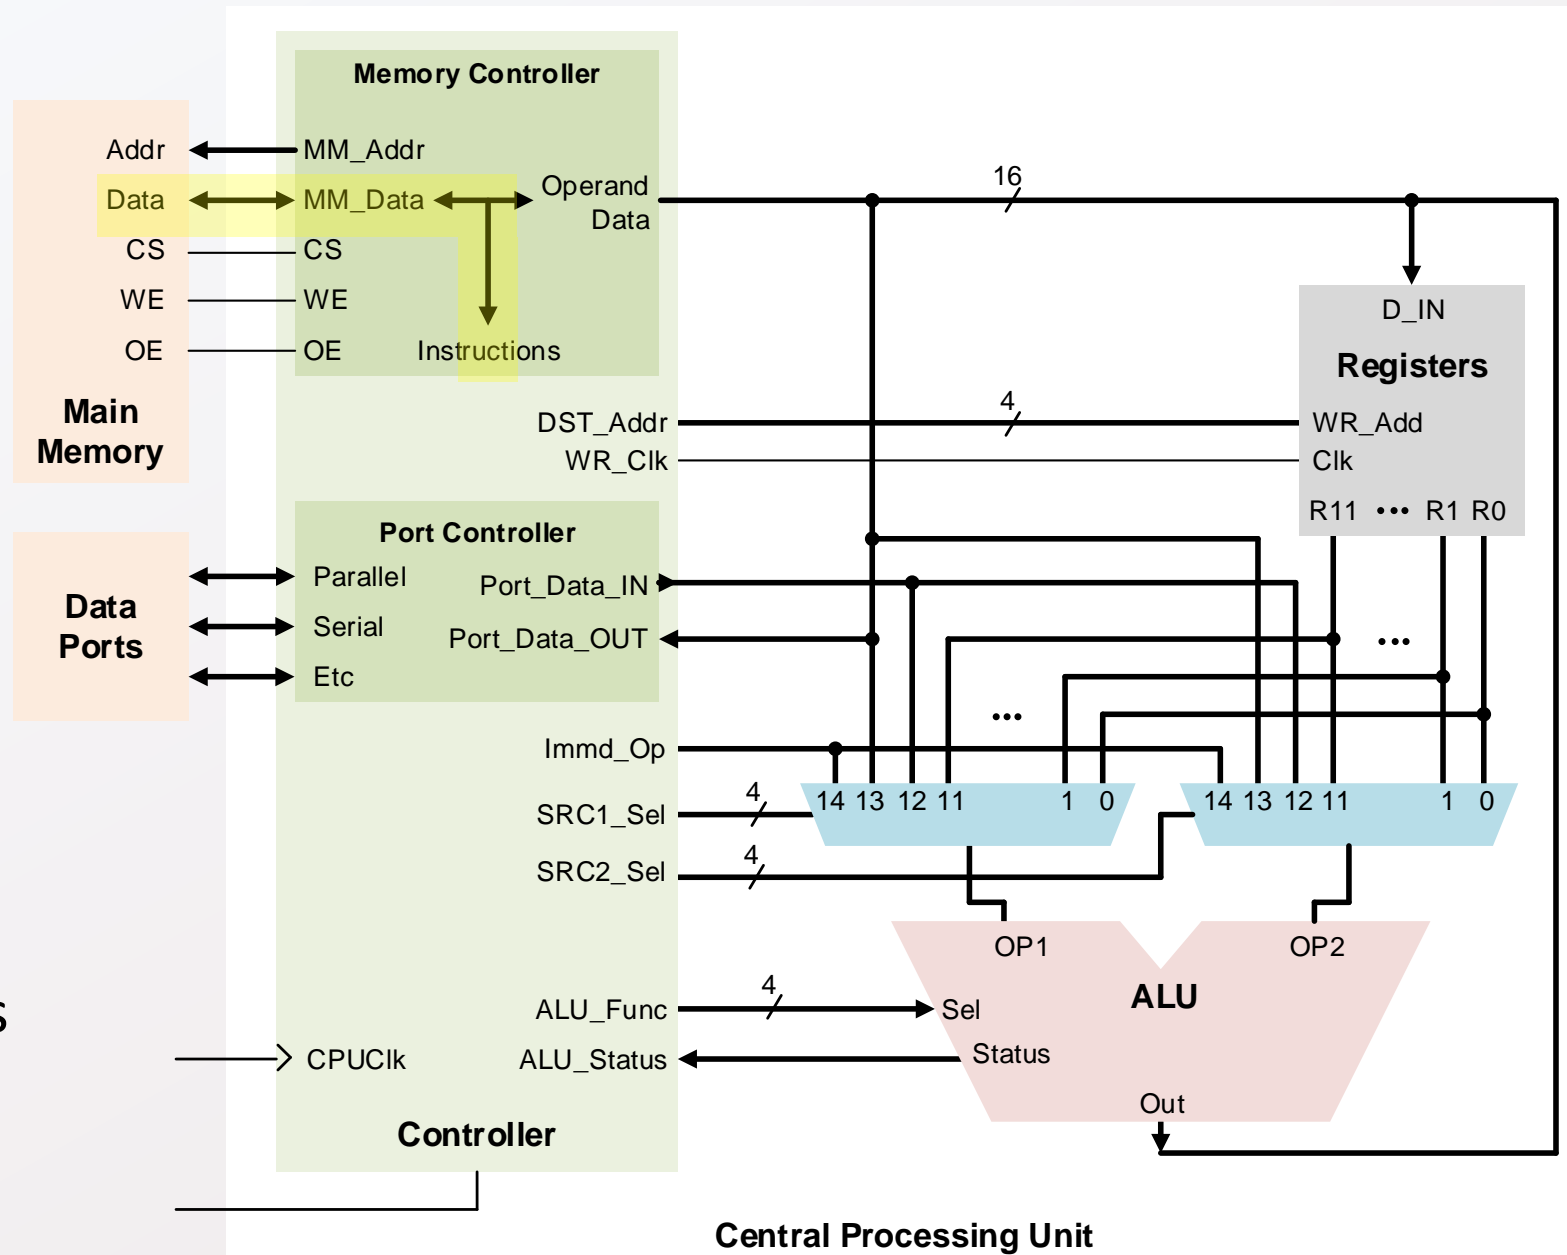 Memory Controller
Addr
MM_Addr
Data
MM_Data
Operand
Data
CS
CS
WE
WE
OE
OE
Instructions
Main
Memory
16
D_IN
Registers
DST_Addr
4
WR_Add
WR_Clk
Clk
R11 ••• R1 R0
Port Controller
Data
Ports
Parallel
Port_Data_IN
Serial
Port_Data_OUT
Etc
•••
•••
Immd_Op
SRC1_Sel
4
14 13 12 11 1 0
14 13 12 11 1 0
SRC2_Sel
4
OP1
OP2
ALU
ALU_Func
4
Sel
ALU_Status
Status
s
CPUClk
Out
Controller
Central Processing Unit